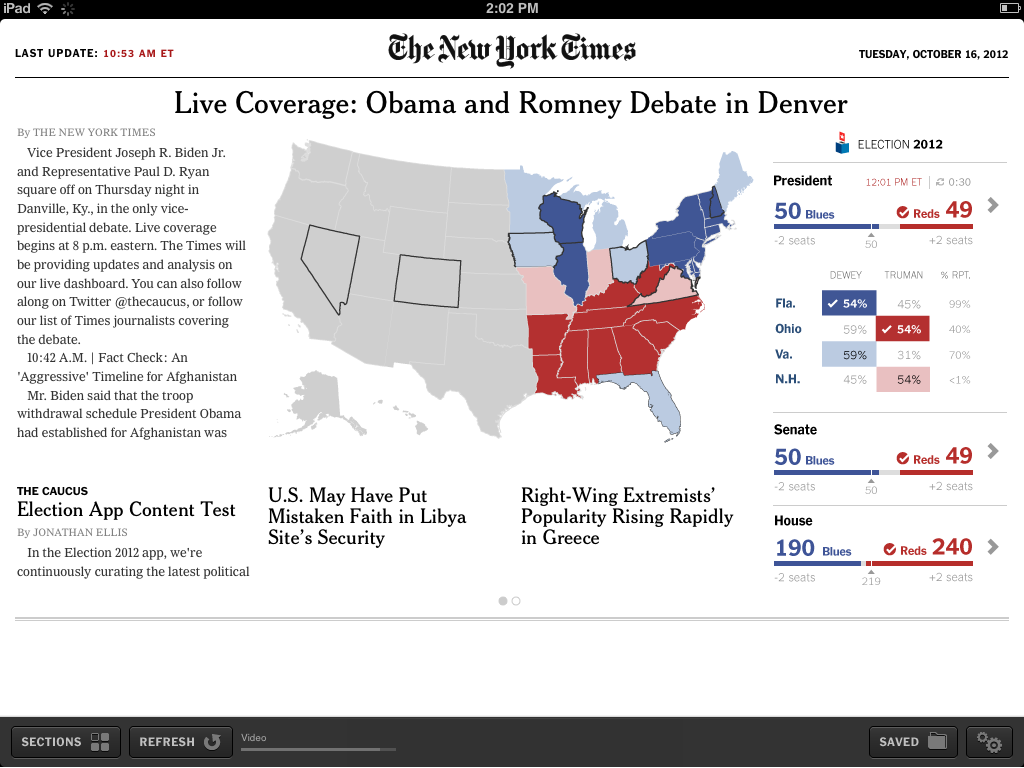 iPad
2:02 PM
LAST UPDATE: 10:53 AM ET
The New York Times
TUESDAY, OCTOBER 16, 2012
Live Coverage: Obama and Romney Debate in Denver
By THE NEW YORK TIMES
Vice President Joseph R. Biden Jr.
and Representative Paul D. Ryan
square off on Thursday night in
Danville, Ky., in the only vice-
presidential debate. Live coverage
begins at 8 p.m. eastern. The Times will
be providing updates and analysis on
our live dashboard. You can also follow
along on Twitter @thecaucus, or follow
our list of Times journalists covering
the debate.
10:42 A.M. | Fact Check: An
'Aggressive' Timeline for Afghanistan
Mr. Biden said that the troop
withdrawal schedule President Obama
had established for Afghanistan was
ELECTION 2012
President
12:01 PM ET | 0:30
50 Blues
Reds 49
-2 seats
50
+2 seats
DEWEY TRUMAN % RPT.
Fla. 54% 45% 99%
Ohio 59% 54% 40%
Va. 59% 31% 70%
N.H. 45% 54% <1%
Senate
50 Blues
Reds 49
-2 seats
50
+2 seats
House
190 Blues
Reds 240
-2 seats
219
+2 seats
THE CAUCUS
Election App Content Test
By JONATHAN ELLIS
In the Election 2012 app, we're
continuously curating the latest political
U.S. May Have Put
Mistaken Faith in Libya
Site's Security
Right-Wing Extremists'
Popularity Rising Rapidly
in Greece
SECTIONS
REFRESH
Video
SAVED